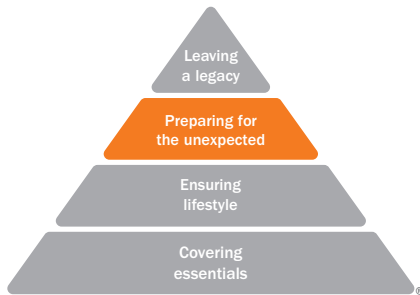 Leaving
a legacy
Preparing for
the unexpected
Ensuring
lifestyle
Covering
essentials
®